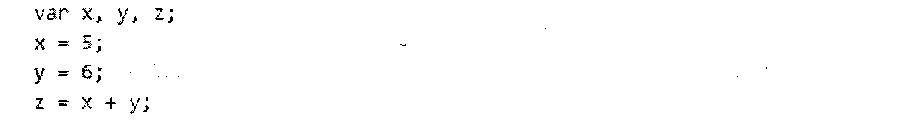 var x, y, z;
x = 5;
y = 6;
z = x + y;